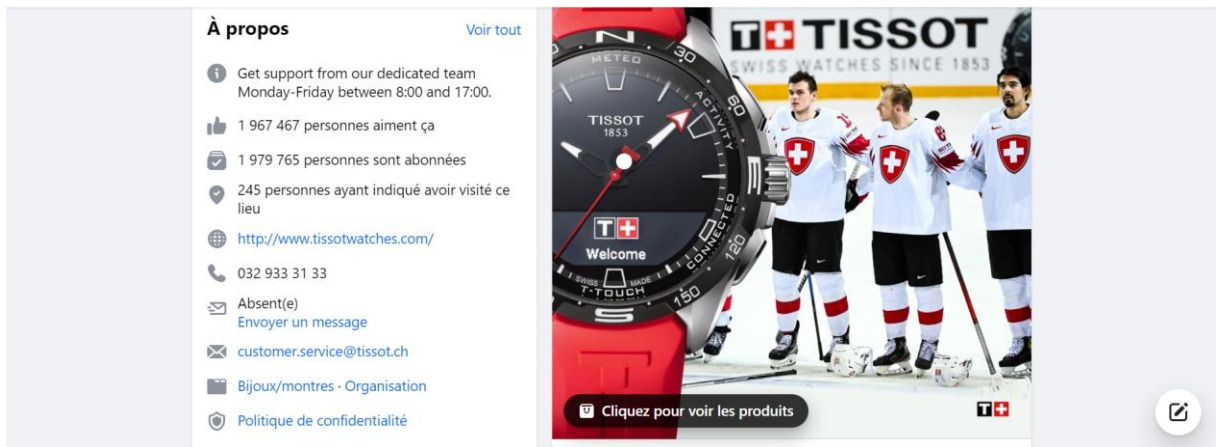 À propos
Voir tout
Get support from our dedicated team
Monday-Friday between 8:00 and 17:00.
1 967 467 personnes aiment ça
1 979 765 personnes sont abonnées
245 personnes ayant indiqué avoir visité ce
lieu
http://www.tissotwatches.com/
032 933 31 33
Absent(e)
Envoyer un message
customer.service@tissot.ch
Bijoux/montres · Organisation
Politique de confidentialité
T+ TISSOT
SWISS WATCHES SINCE 1853
N
METEO
30
ACTIVITY
60
TISSOT
1853
E
CONNECTED
120
T+
Welcome
SWISS MADE
T-TOUCH
150
S
Cliquez pour voir les produits
T+